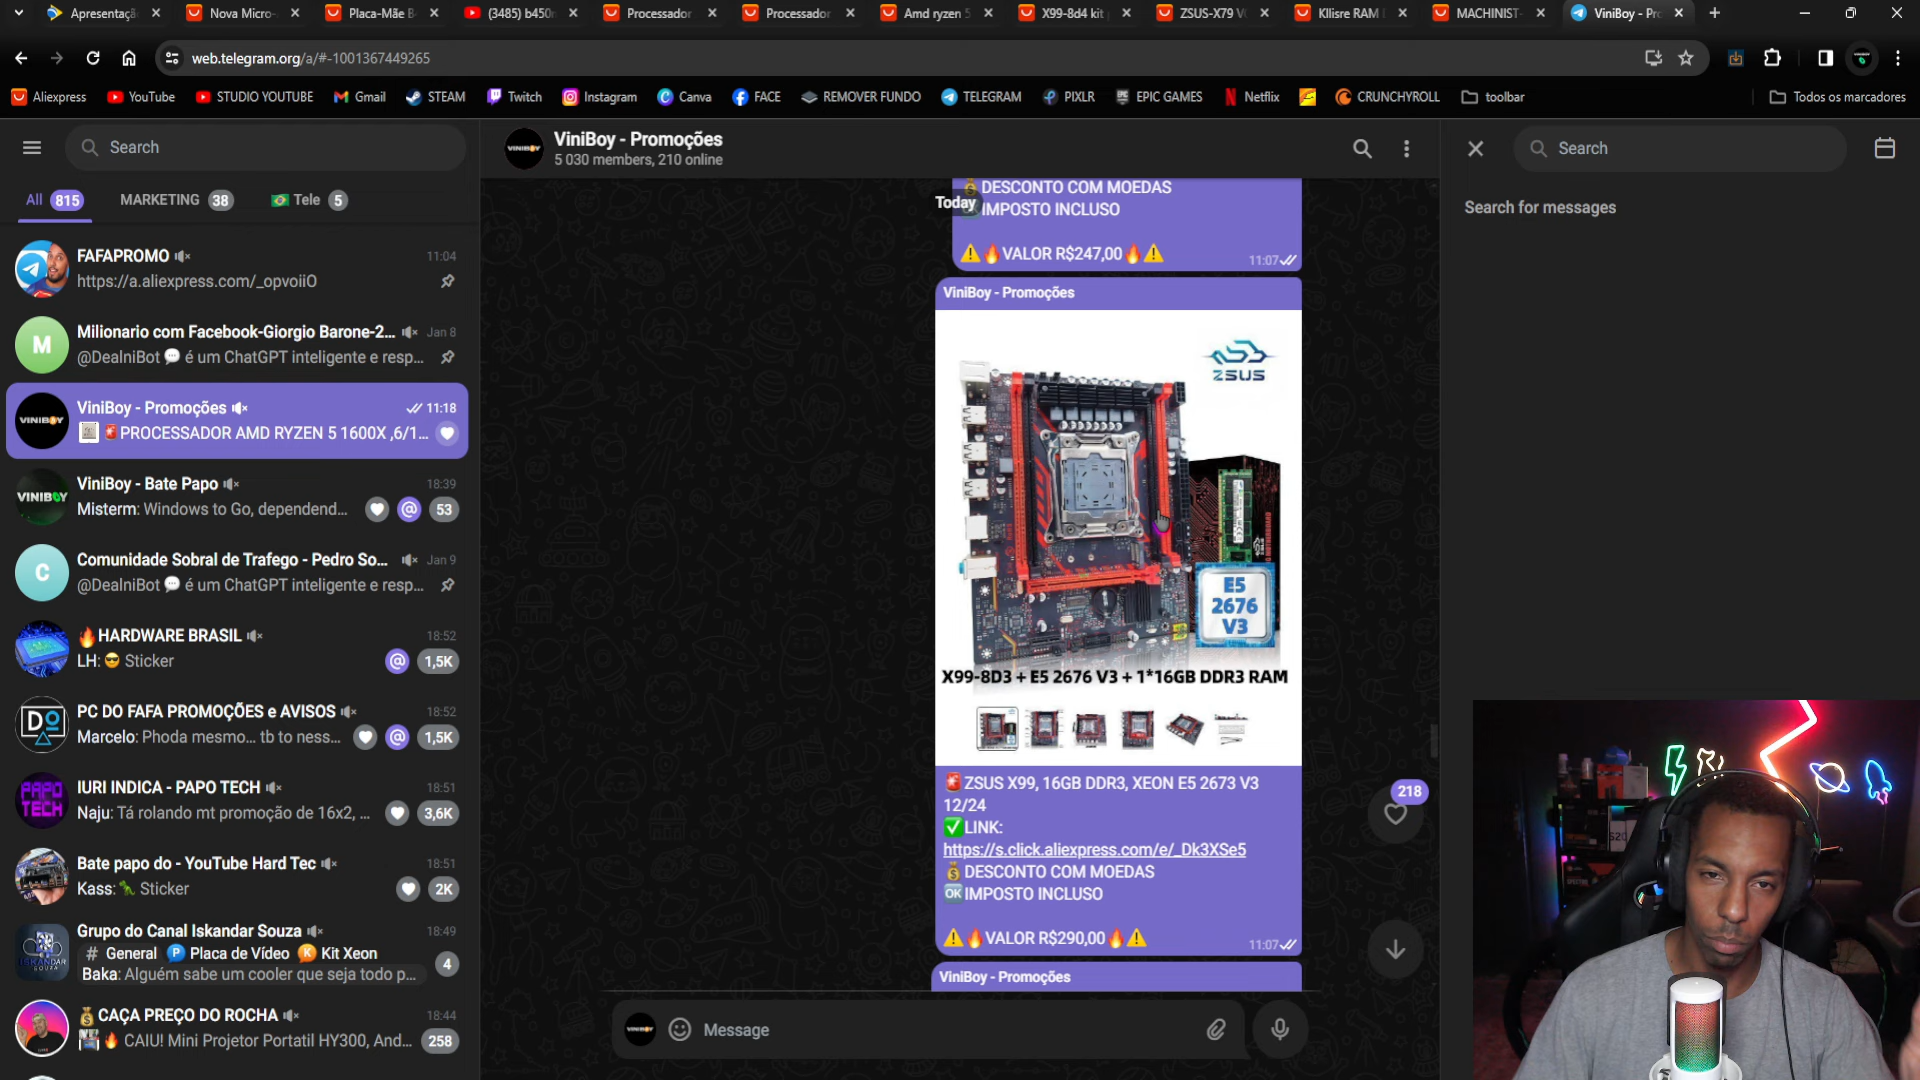 Apresentaçã
Nova Micro-
Placa-Mãe B
(3485) b450
Processador
Processador
Amd ryzen 5
X99-8d4 kit
ZSUS-X79 V
Kllisre RAM
MACHINIST-
ViniBoy - Pro
web.telegram.org/a/#-1001367449265
Aliexpress
YouTube
STUDIO YOUTUBE
Gmail
STEAM
Twitch
Instagram
Canva
FACE
REMOVER FUNDO
TELEGRAM
PIXLR
EPIC GAMES
Netflix
CRUNCHYROLL
toolbar
Todos os marcadores
Search
All 815
MARKETING 38
Tele 5
FAFAPROMO
11:04
https://a.aliexpress.com/_opvoiiO
M
Milionario com Facebook-Giorgio Barone-2...
Jan 8
@DealniBot 💬 é um ChatGPT inteligente e resp...
VINIBOY
ViniBoy - Promoções
11:18
🚨PROCESSADOR AMD RYZEN 5 1600X ,6/1...
VINIBOY
ViniBoy - Bate Papo
18:39
Misterm: Windows to Go, dependend...
@
53
C
Comunidade Sobral de Trafego - Pedro So...
Jan 9
@DealniBot 💬 é um ChatGPT inteligente e resp...
🔥HARDWARE BRASIL
18:52
LH: 😎 Sticker
@
1,5K
DO
PC DO FAFA PROMOÇÕES e AVISOS
18:52
Marcelo: Phoda mesmo... tb to ness...
@
1,5K
PAPO
TECH
IURI INDICA - PAPO TECH
18:51
Naju: Tá rolando mt promoção de 16x2, ...
3,6K
Bate papo do - YouTube Hard Tec
18:51
Kass: 🦎 Sticker
2K
ISKANDAR
SOUZA
Grupo do Canal Iskandar Souza
18:49
# General P Placa de Vídeo K Kit Xeon
Baka: Alguém sabe um cooler que seja todo p...
4
💰CAÇA PREÇO DO ROCHA
18:44
🔥 CAIU! Mini Projetor Portatil HY300, And...
258
VINIBOY
ViniBoy - Promoções
5 030 members, 210 online
Today
💰DESCONTO COM MOEDAS
🆗IMPOSTO INCLUSO
⚠️🔥VALOR R$247,00🔥⚠️
11:07
ViniBoy - Promoções
ZSUS
E5
2676
V3
X99-8D3 + E5 2676 V3 + 1*16GB DDR3 RAM
🚨ZSUS X99, 16GB DDR3, XEON E5 2673 V3
12/24
✅LINK:
https://s.click.aliexpress.com/e/_Dk3XSe5
💰DESCONTO COM MOEDAS
🆗IMPOSTO INCLUSO
⚠️🔥VALOR R$290,00🔥⚠️
11:07
ViniBoy - Promoções
218
VINIBOY
Message
Search
Search for messages